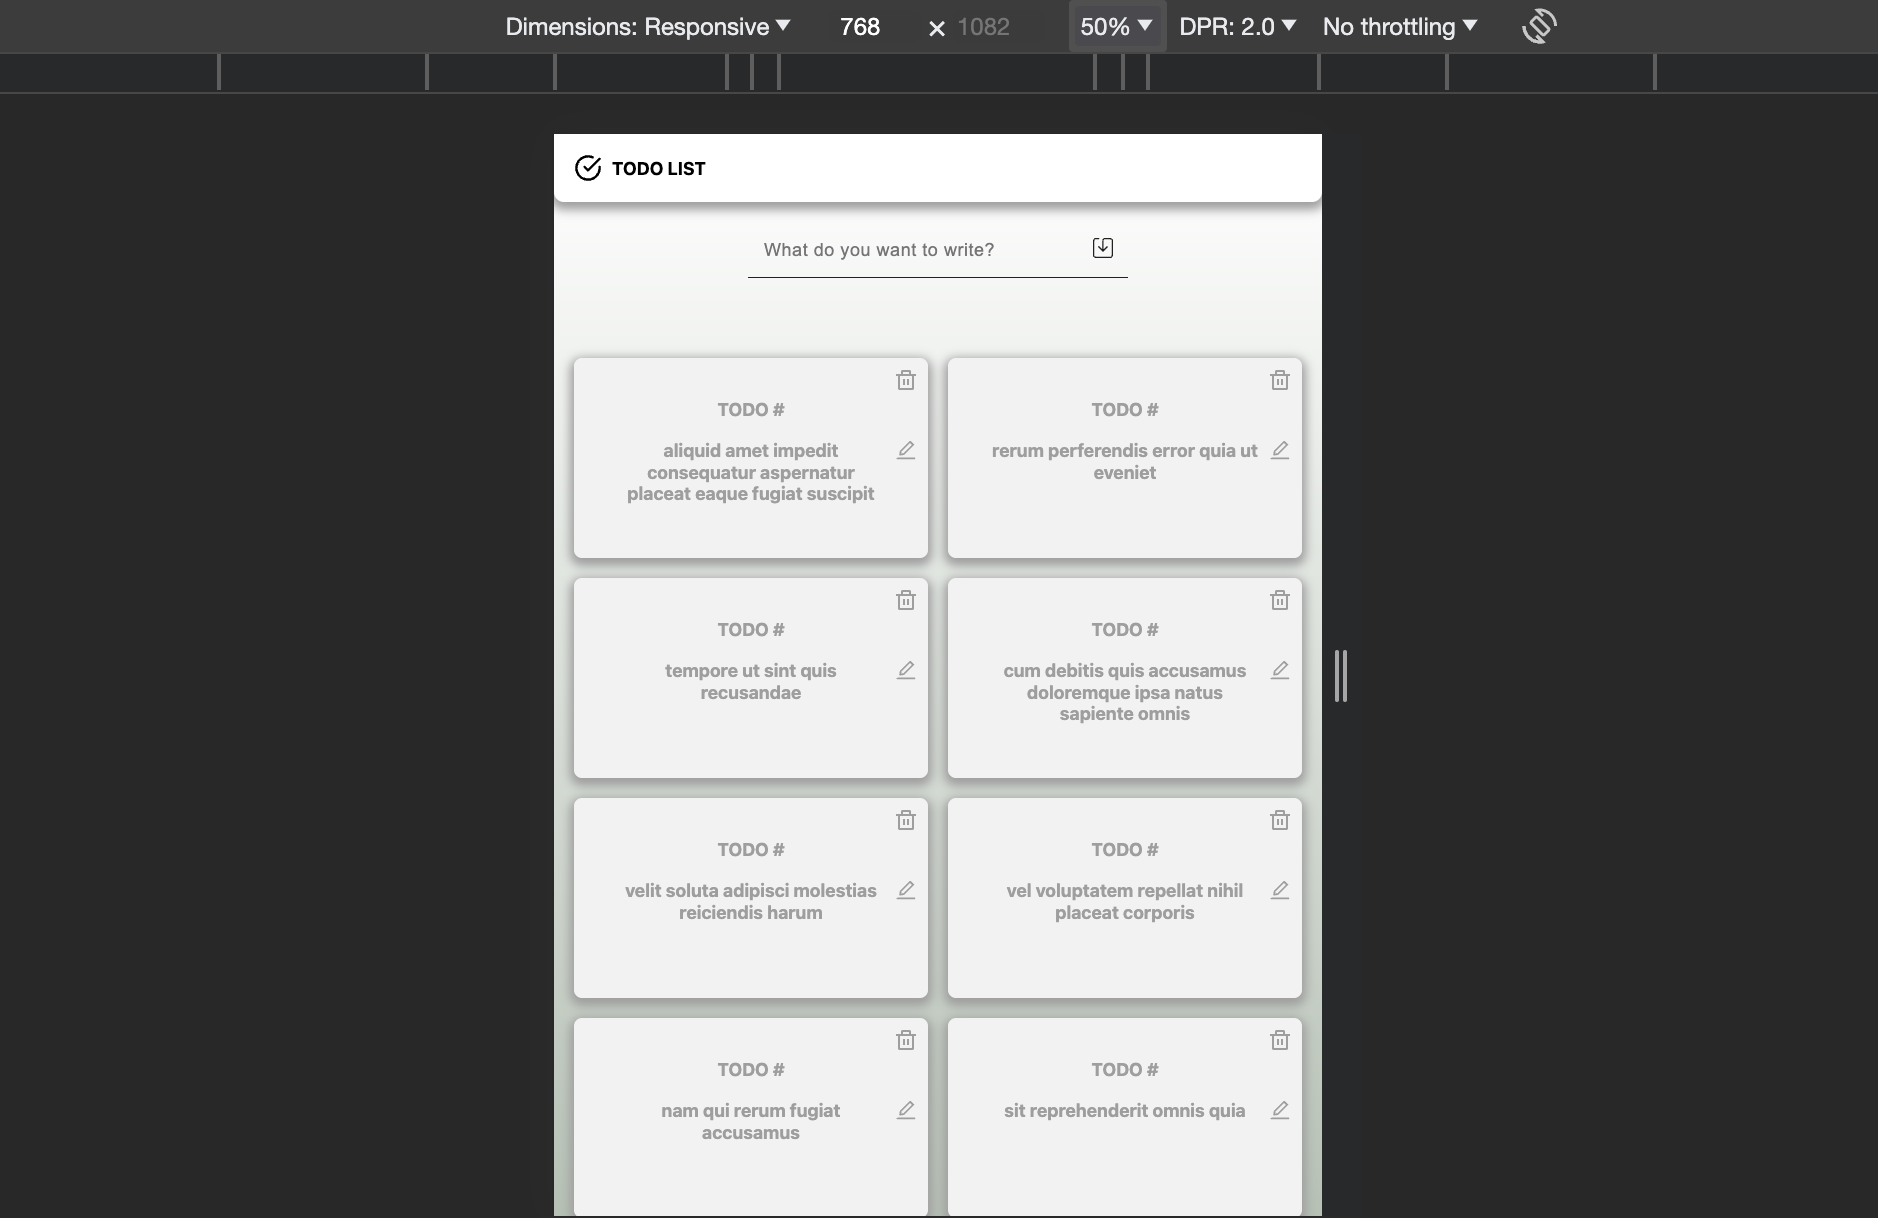 Dimensions: Responsive 768 × 1082 50% DPR: 2.0 No throttling
TODO LIST
What do you want to write?
TODO #
aliquid amet impedit
consequatur aspernatur
placeat eaque fugiat suscipit
TODO #
rerum perferendis error quia ut
eveniet
TODO #
tempore ut sint quis
recusandae
TODO #
cum debitis quis accusamus
doloremque ipsa natus
sapiente omnis
TODO #
velit soluta adipisci molestias
reiciendis harum
TODO #
vel voluptatem repellat nihil
placeat corporis
TODO #
nam qui rerum fugiat
accusamus
TODO #
sit reprehenderit omnis quia